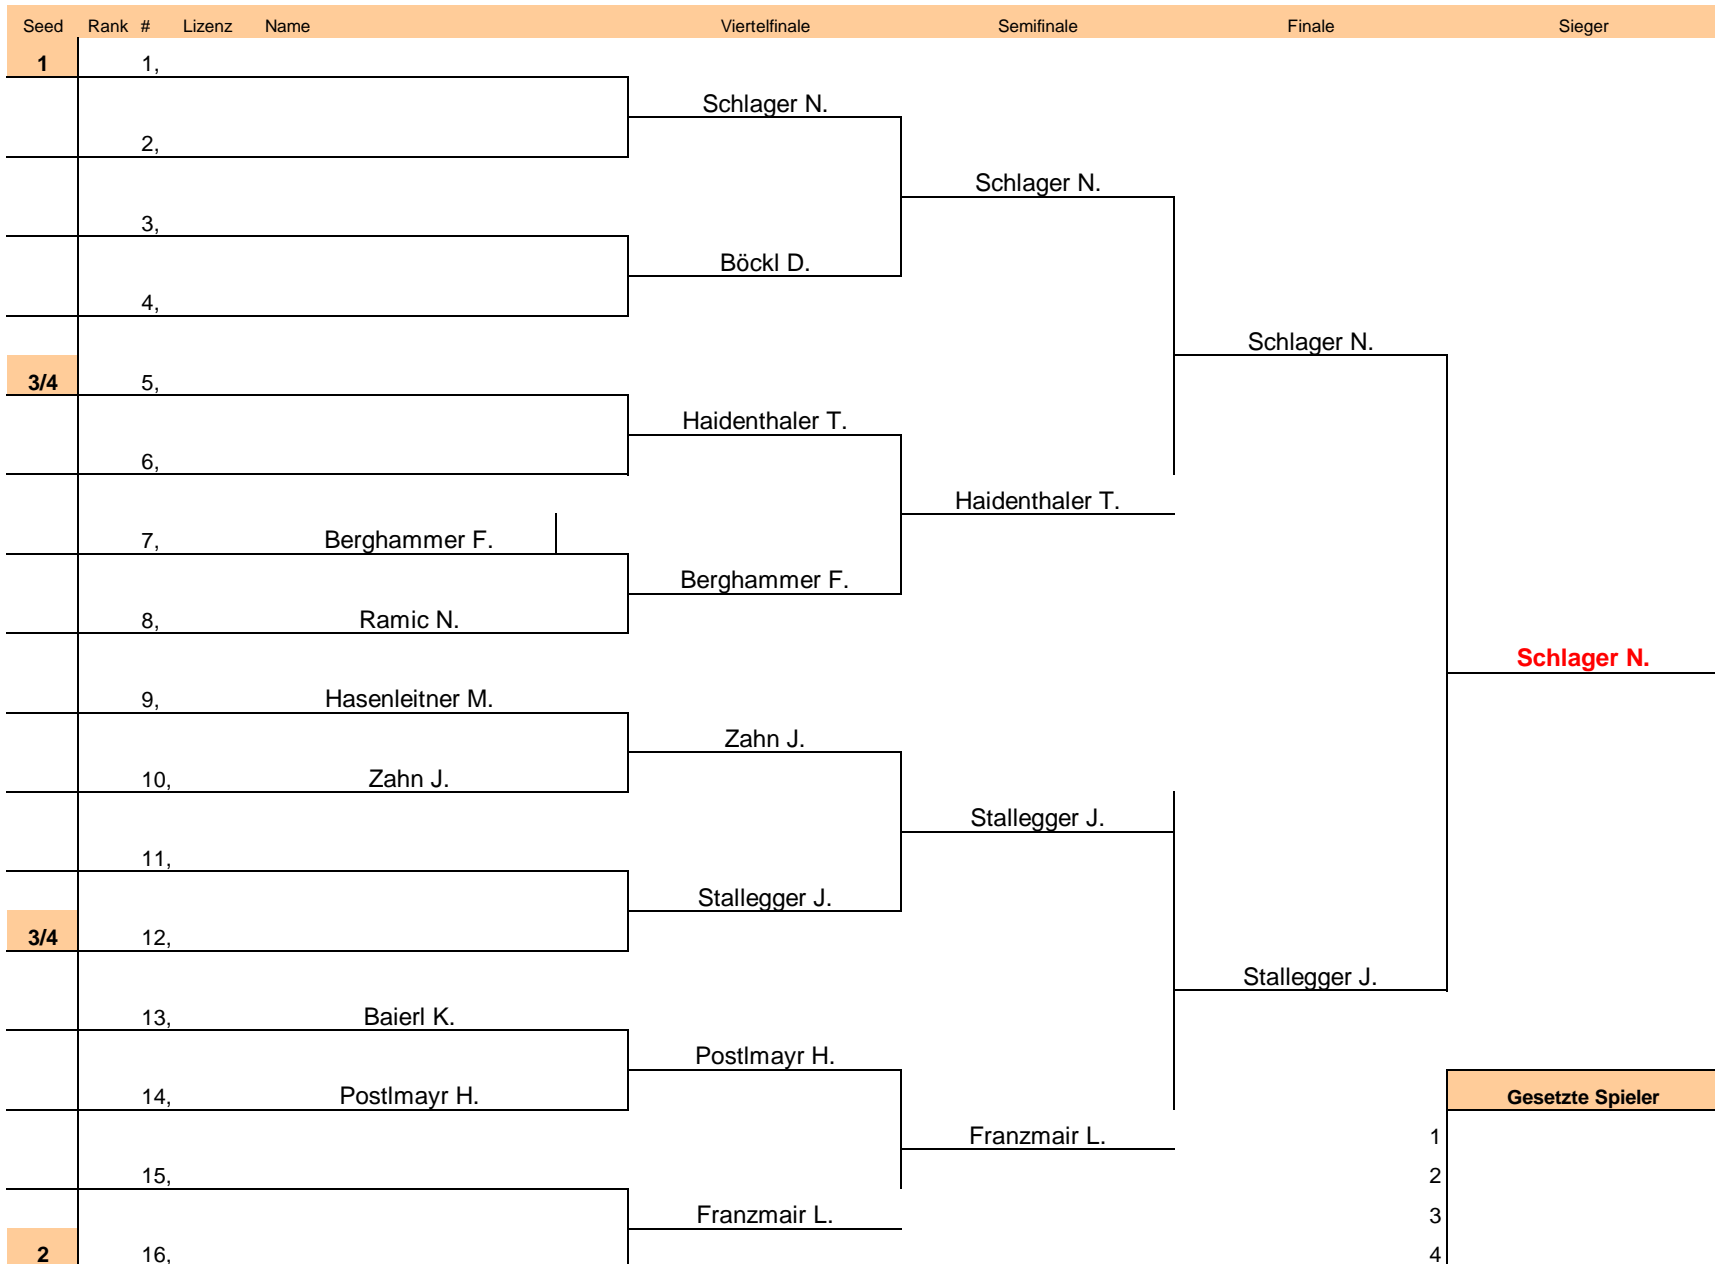 Seed Rank # Lizenz Name Viertelfinale Semifinale Finale Sieger
1 1,
Schlager N.
2,
Schlager N.
3,
Böckl D.
4,
Schlager N.
3/4 5,
Haidenthaler T.
6,
Haidenthaler T.
7, Berghammer F.
Berghammer F.
8, Ramic N.
Schlager N.
9, Hasenleitner M.
Zahn J.
10, Zahn J.
Stallegger J.
11,
Stallegger J.
3/4 12,
Stallegger J.
13, Baierl K.
Postlmayr H.
14, Postlmayr H. Gesetzte Spieler
Franzmair L. 1
15, 2
Franzmair L. 3
2 16, 4